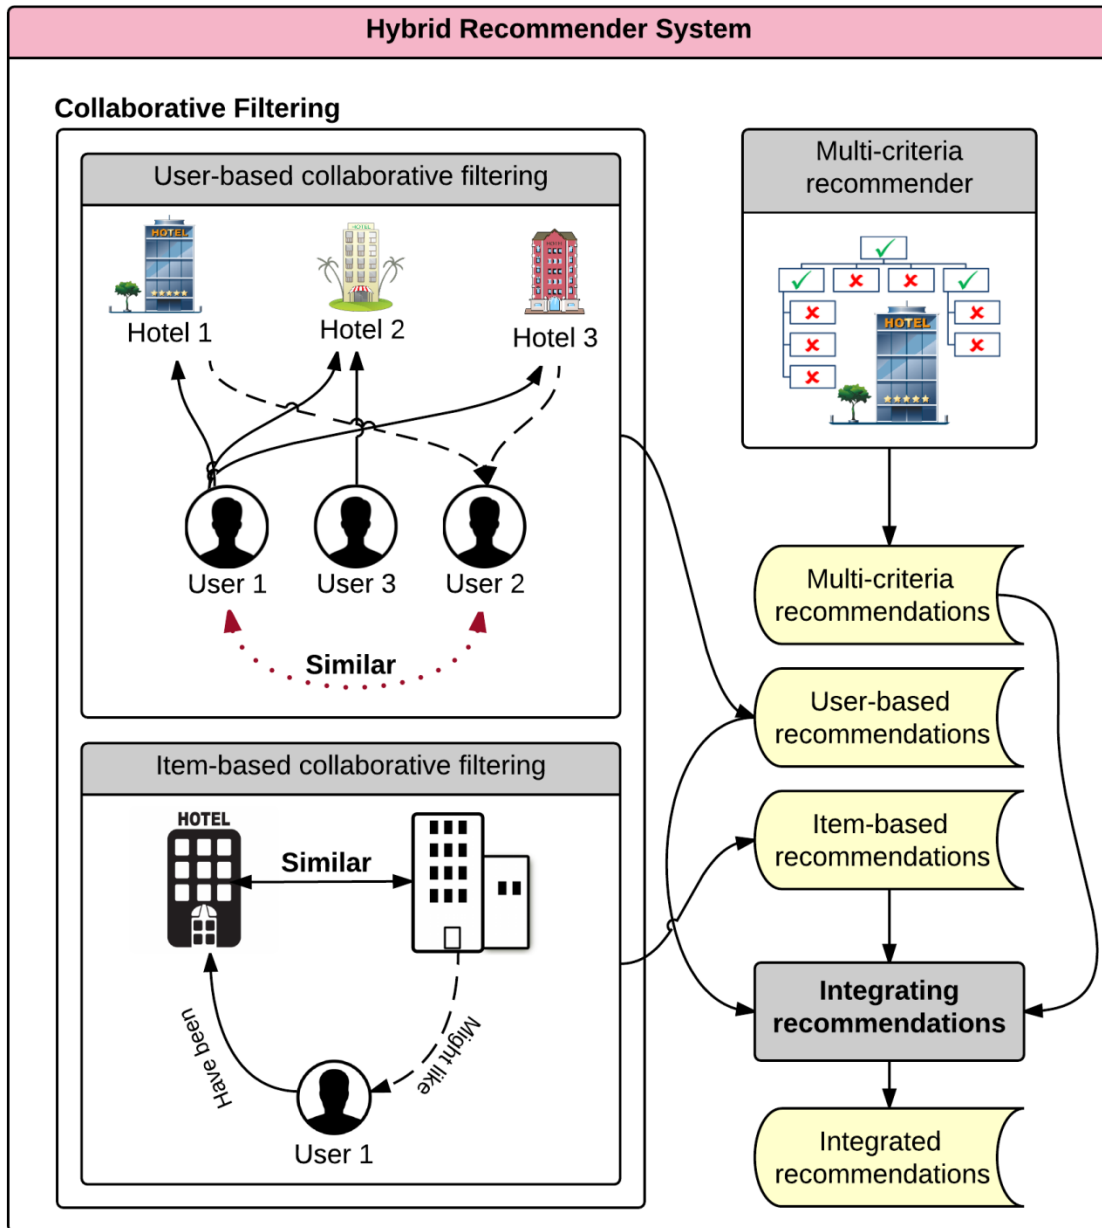 Hybrid Recommender System
Collaborative Filtering
User-based collaborative filtering
HOTEL
HOTEL
HOTEL
Hotel 1
Hotel 2
Hotel 3
User 1
User 3
User 2
Similar
Item-based collaborative filtering
HOTEL
Similar
Have been
Might like
User 1
Multi-criteria
recommender
HOTEL
Multi-criteria
recommendations
User-based
recommendations
Item-based
recommendations
Integrating
recommendations
Integrated
recommendations